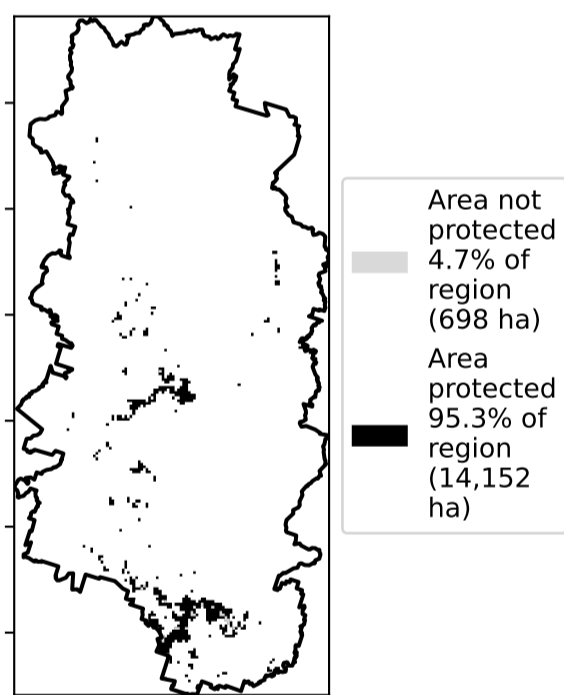 Area not
protected
4.7% of
region
(698 ha)
Area
protected
95.3% of
region
(14,152
ha)